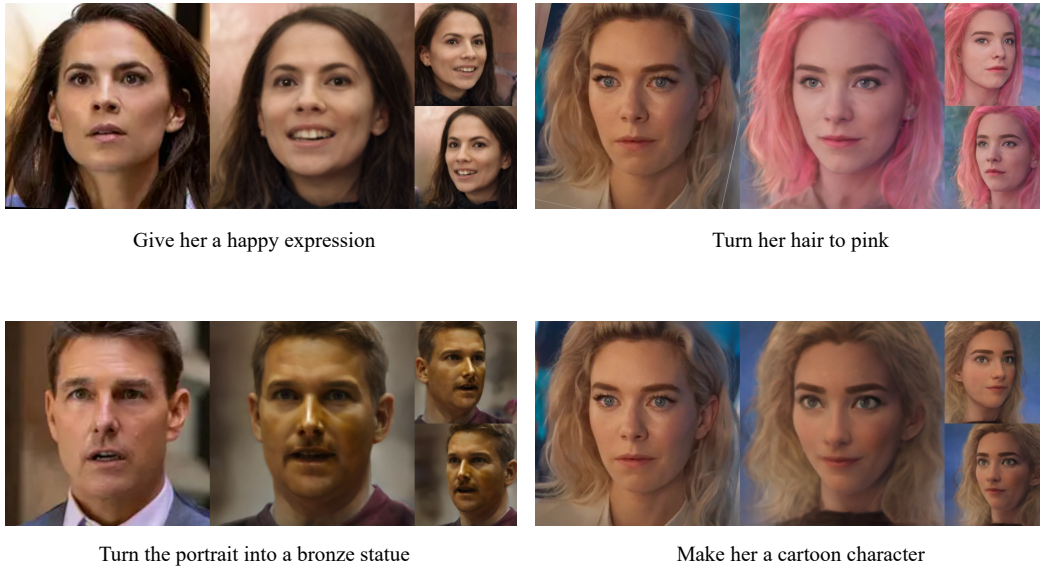 Give her a happy expression
Turn her hair to pink
Turn the portrait into a bronze statue
Make her a cartoon character